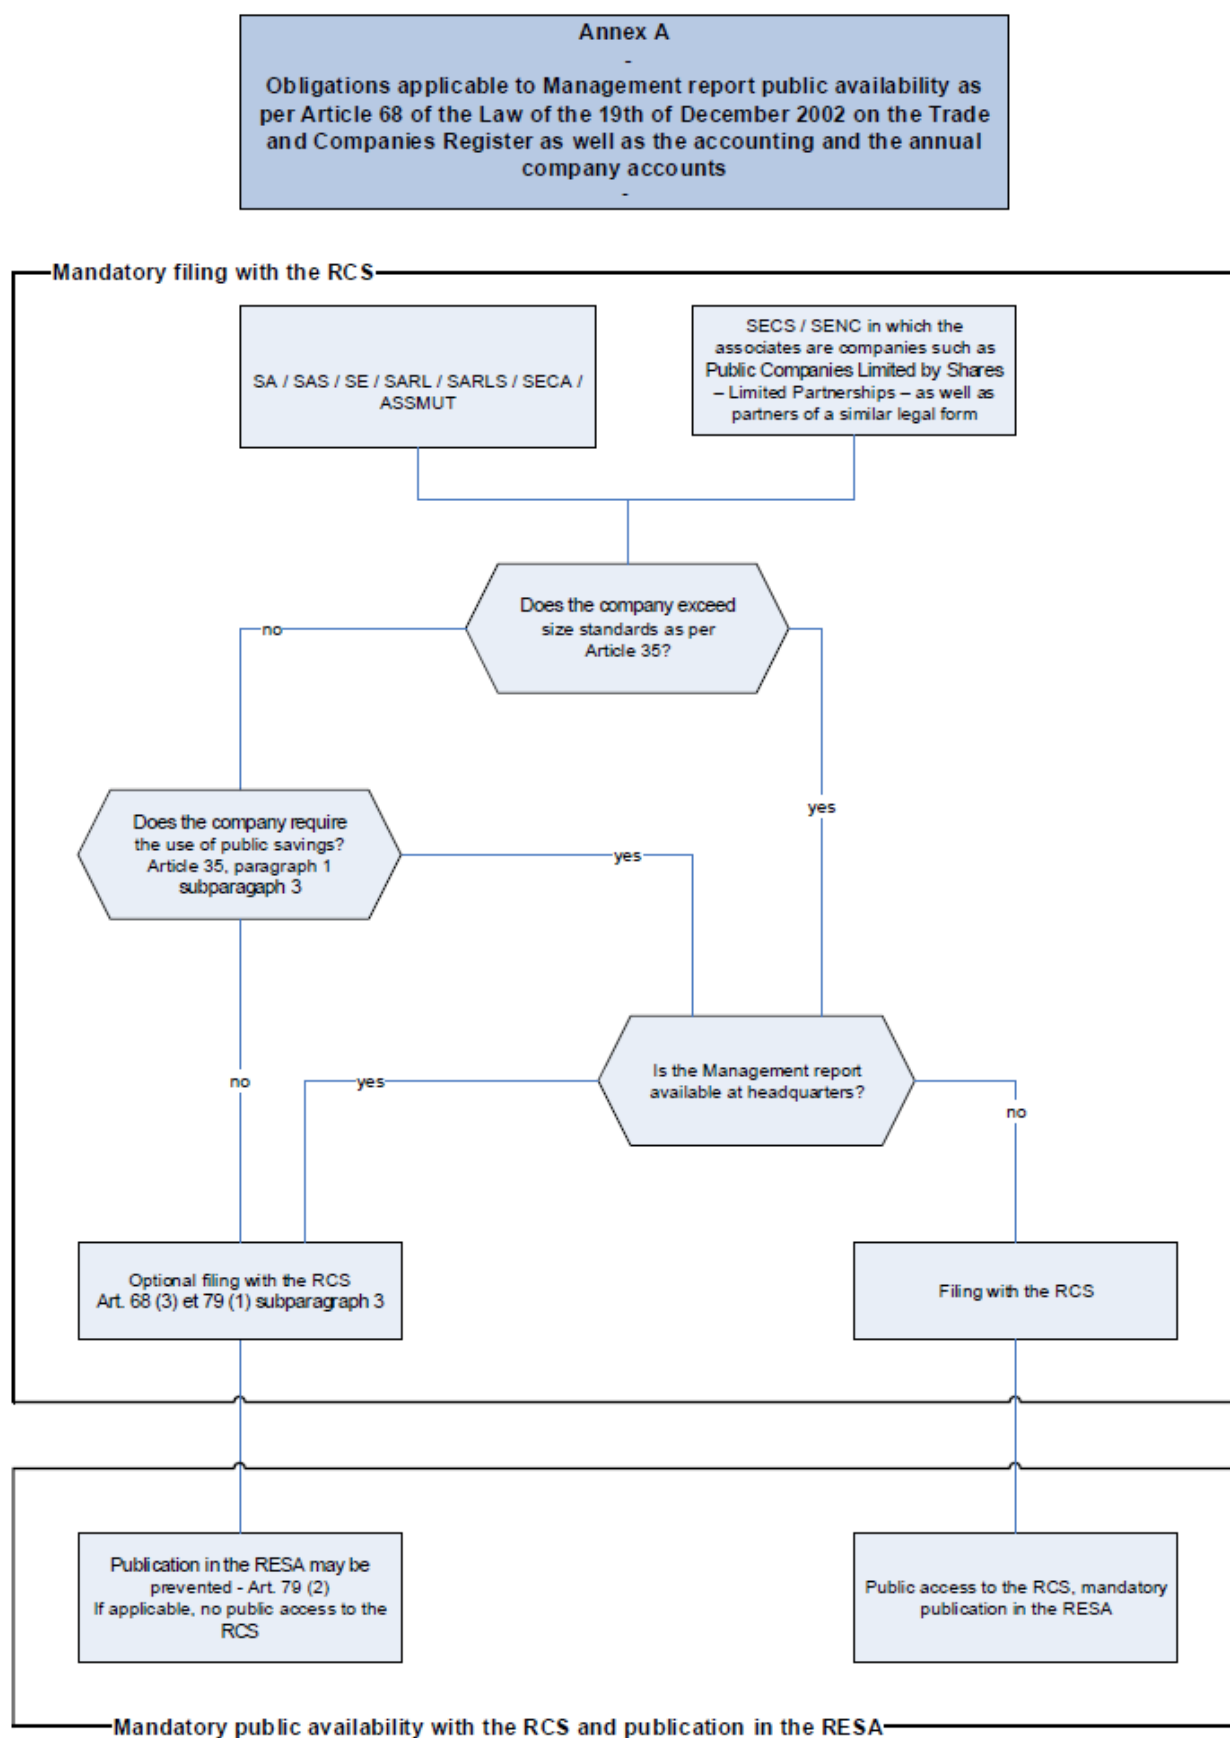 Annex A
-
Obligations applicable to Management report public availability as
per Article 68 of the Law of the 19th of December 2002 on the Trade
and Companies Register as well as the accounting and the annual
company accounts
-
Mandatory filing with the RCS
SA / SAS / SE / SARL / SARLS / SECA /
ASSMUT
SECS / SENC in which the
associates are companies such as
Public Companies Limited by Shares
– Limited Partnerships – as well as
partners of a similar legal form
Does the company exceed
size standards as per
Article 35?
no
yes
Does the company require
the use of public savings?
Article 35, paragraph 1
subparagaph 3
yes
no
Is the Management report
available at headquarters?
yes
no
Optional filing with the RCS
Art. 68 (3) et 79 (1) subparagraph 3
Filing with the RCS
Publication in the RESA may be
prevented - Art. 79 (2)
If applicable, no public access to the
RCS
Public access to the RCS, mandatory
publication in the RESA
Mandatory public availability with the RCS and publication in the RESA